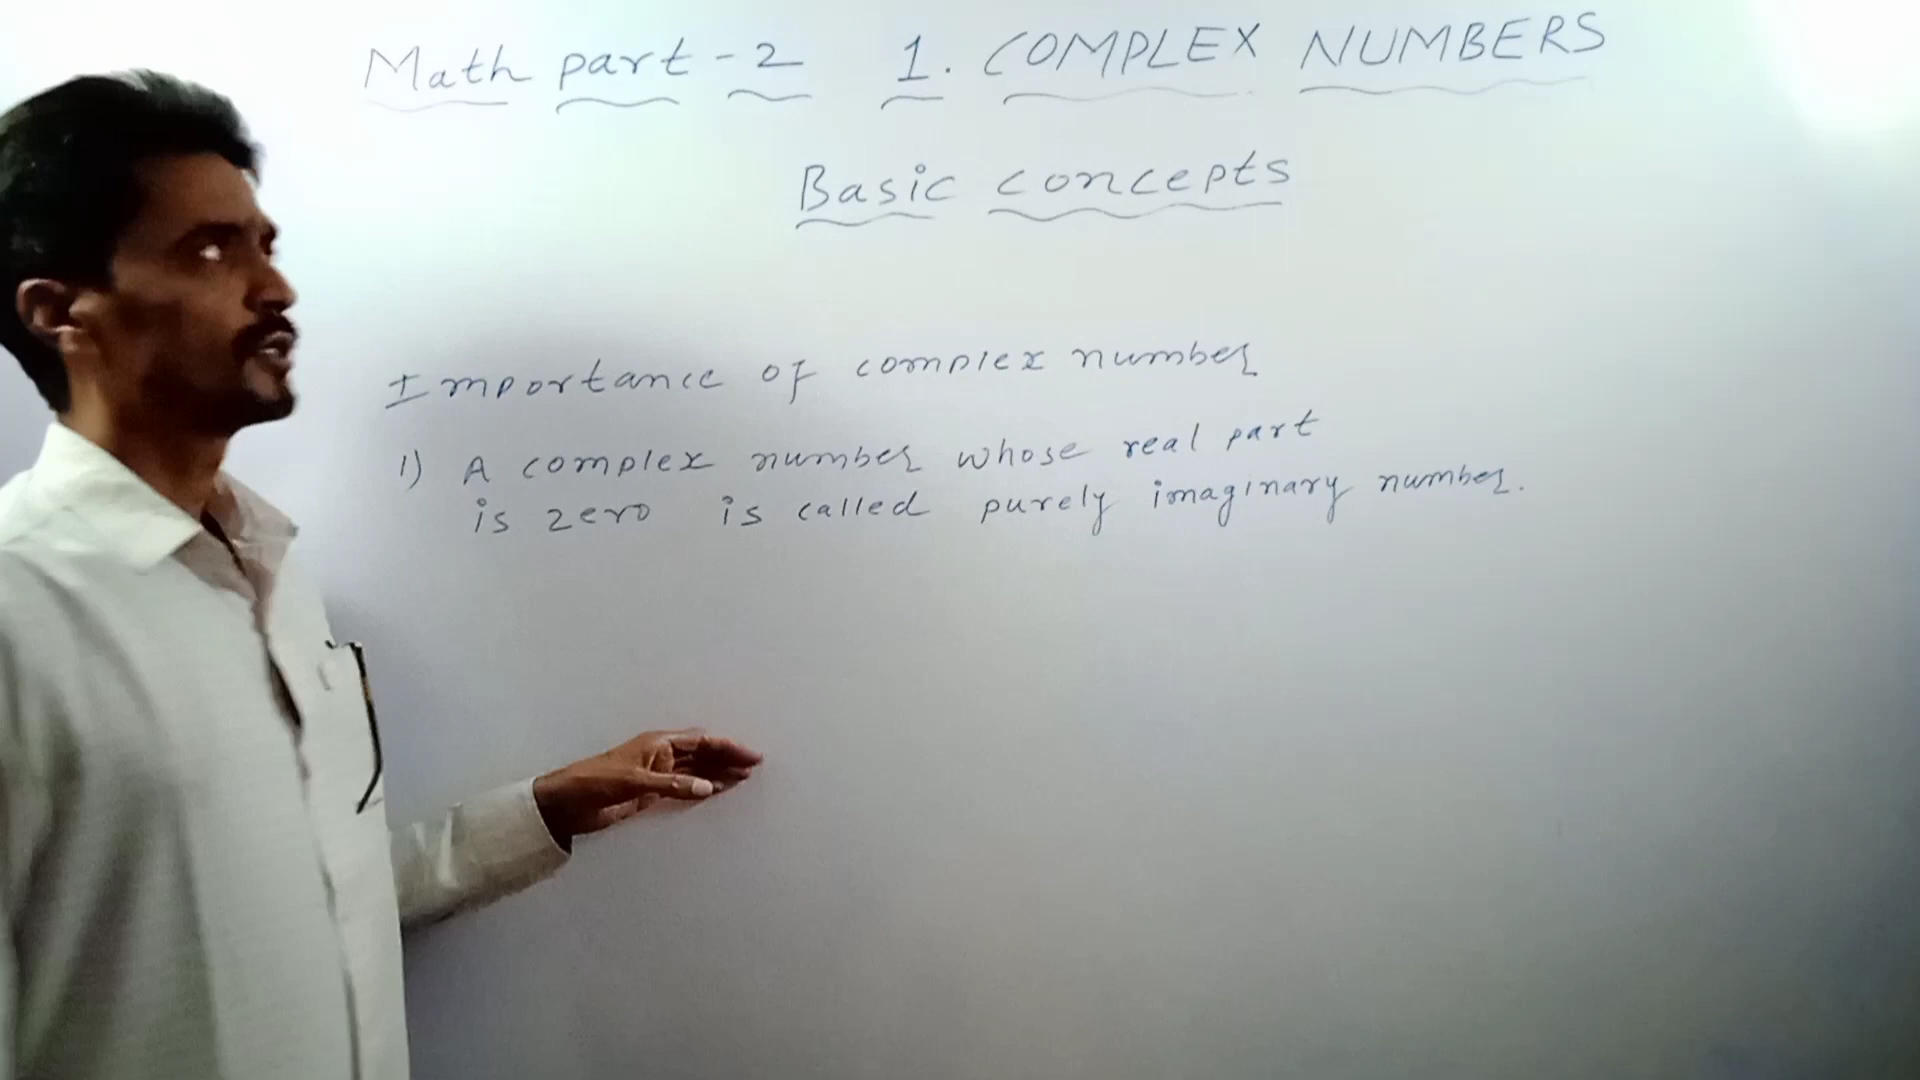 Math part - 2 1. COMPLEX NUMBERS
Basic concepts
Importance of complex number
1) A complex number whose real part
is zero is called purely imaginary number.